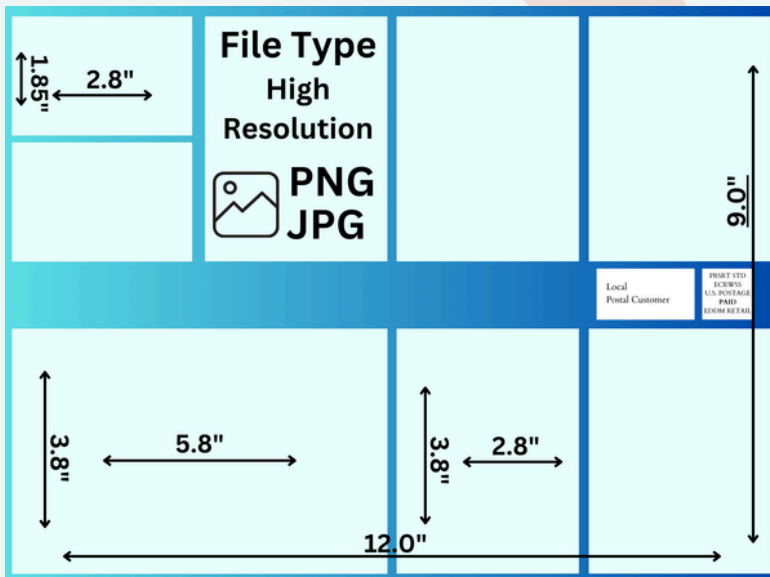 1.85"
2.8"
File Type
High
Resolution
PNG
JPG
9.0"
Local
Postal Customer
PRSRT STD
ECRWSS
U.S. POSTAGE
PAID
EDDM RETAIL
3.8"
5.8"
3.8"
2.8"
12.0"